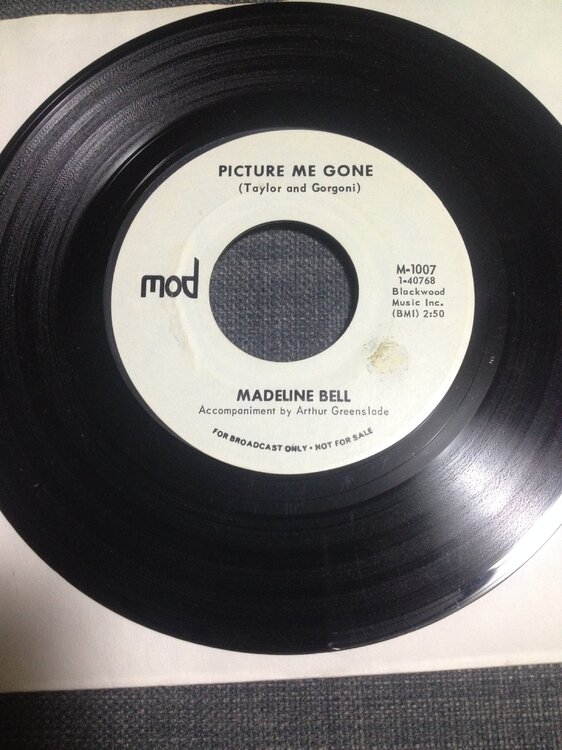 PICTURE ME GONE
(Taylor and Gorgoni)
mod
M-1007
1-40768
Blackwood
Music Inc.
(BMI) 2:50
MADELINE BELL
Accompaniment by Arthur Greenslade
FOR BROADCAST ONLY • NOT FOR SALE